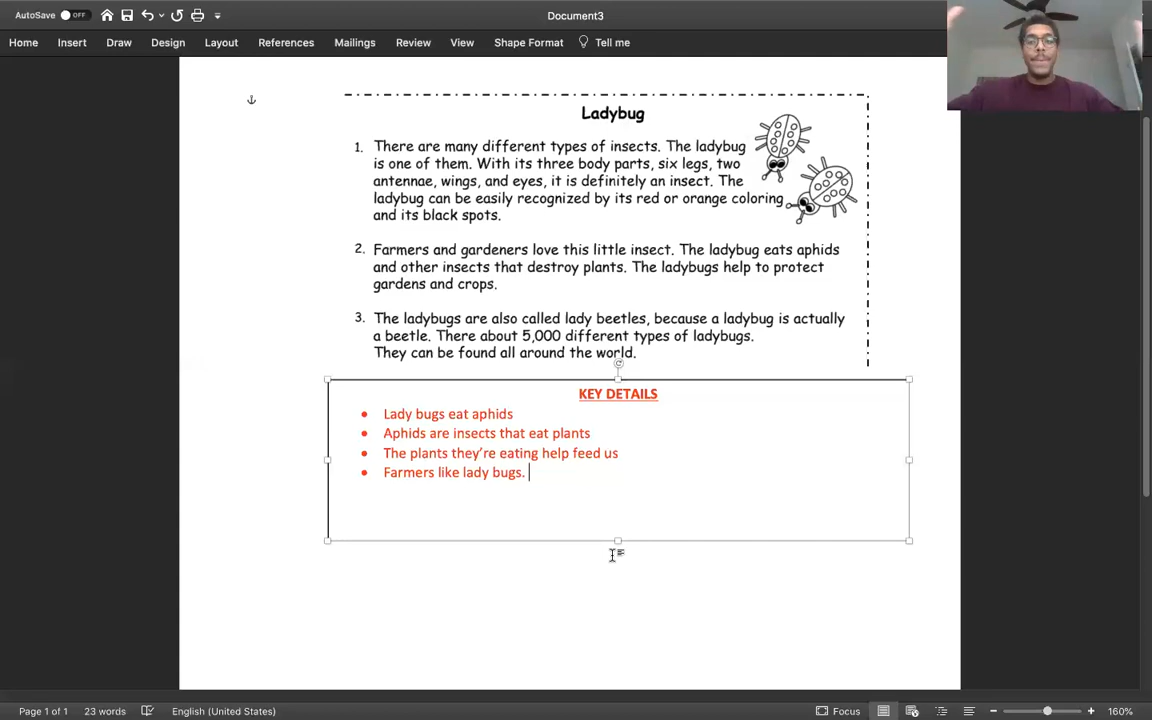 AutoSave OFF Document3
Home Insert Draw Design Layout References Mailings Review View Shape Format Tell me
Ladybug
1. There are many different types of insects. The ladybug
is one of them. With its three body parts, six legs, two
antennae, wings, and eyes, it is definitely an insect. The
ladybug can be easily recognized by its red or orange coloring
and its black spots.
2. Farmers and gardeners love this little insect. The ladybug eats aphids
and other insects that destroy plants. The ladybugs help to protect
gardens and crops.
3. The ladybugs are also called lady beetles, because a ladybug is actually
a beetle. There about 5,000 different types of ladybugs.
They can be found all around the world.
KEY DETAILS
• Lady bugs eat aphids
• Aphids are insects that eat plants
• The plants they’re eating help feed us
• Farmers like lady bugs.
Page 1 of 1 23 words English (United States) Focus 160%